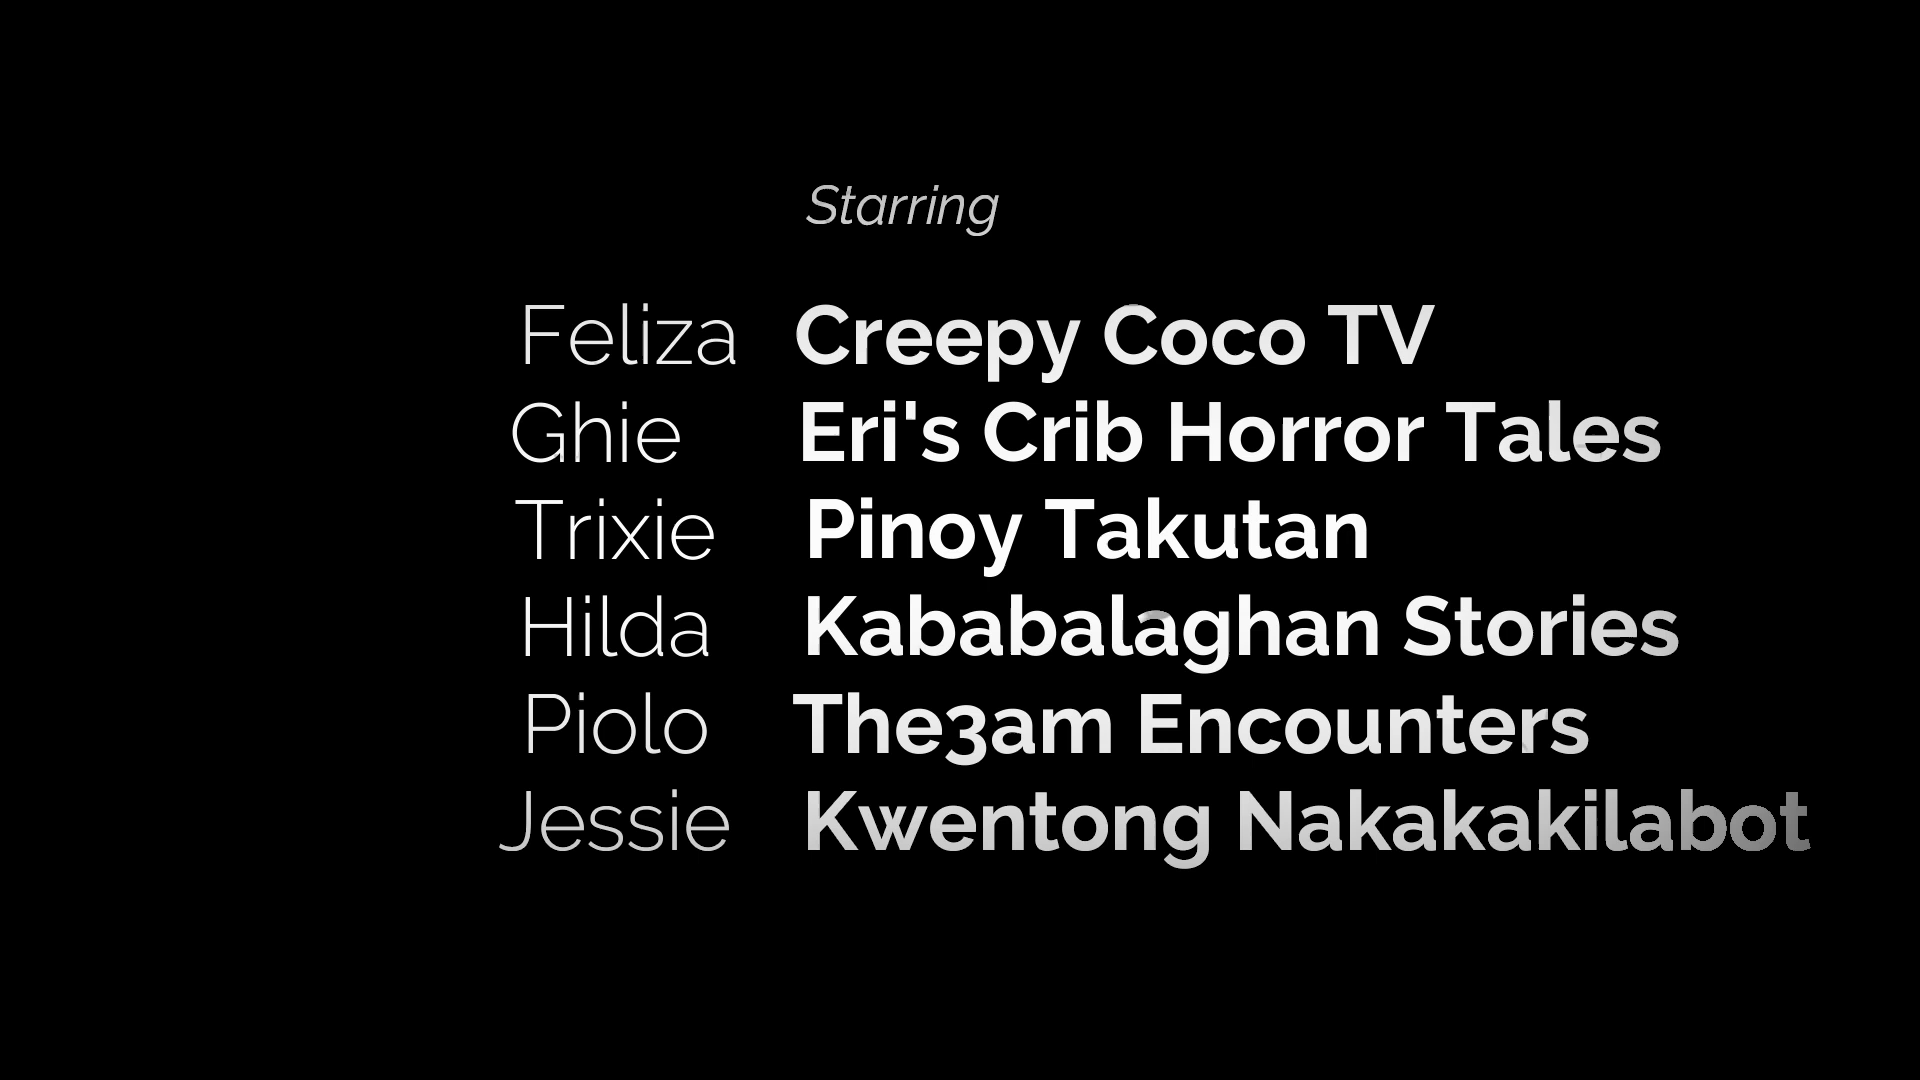 Starring
Feliza Creepy Coco TV
Ghie Eri's Crib Horror Tales
Trixie Pinoy Takutan
Hilda Kababalaghan Stories
Piolo The3am Encounters
Jessie Kwentong Nakakakilabot